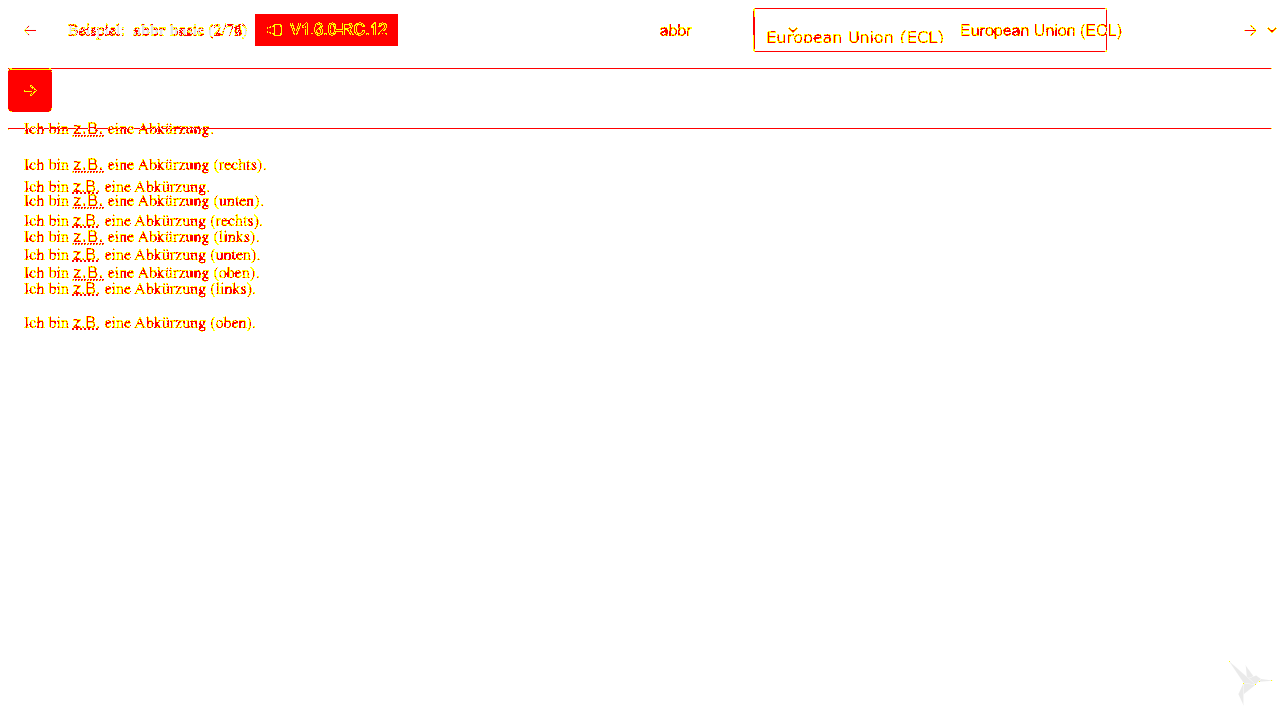 Beispiel: abbr basic (2/7) V1.6.0-RC.12 abbr European Union (ECL) European Union (ECL)
Ich bin z.B. eine Abkürzung.
Ich bin z.B. eine Abkürzung (rechts).
Ich bin z.B. eine Abkürzung.
Ich bin z.B. eine Abkürzung (unten).
Ich bin z.B. eine Abkürzung (rechts).
Ich bin z.B. eine Abkürzung (links).
Ich bin z.B. eine Abkürzung (unten).
Ich bin z.B. eine Abkürzung (oben).
Ich bin z.B. eine Abkürzung (links).
Ich bin z.B. eine Abkürzung (oben).